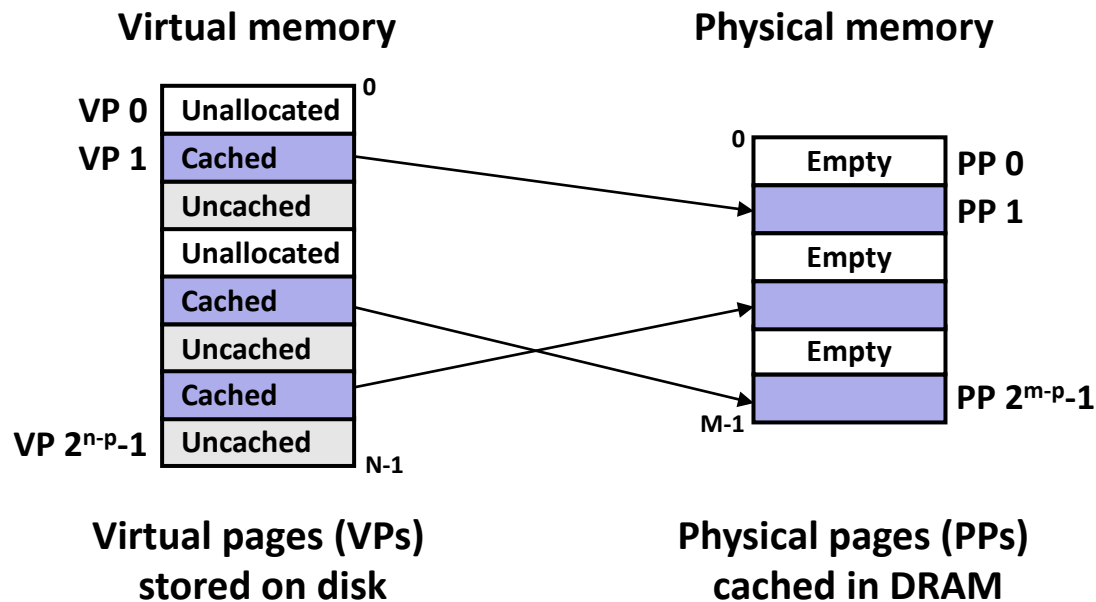 Virtual memory
Physical memory
0
VP 0
Unallocated
VP 1
Cached
Uncached
Unallocated
Cached
Uncached
Cached
VP 2ⁿ⁻ᵖ-1
Uncached
N-1
0
Empty
PP 0
PP 1
Empty
Empty
PP 2ᵐ⁻ᵖ-1
M-1
Virtual pages (VPs)
stored on disk
Physical pages (PPs)
cached in DRAM